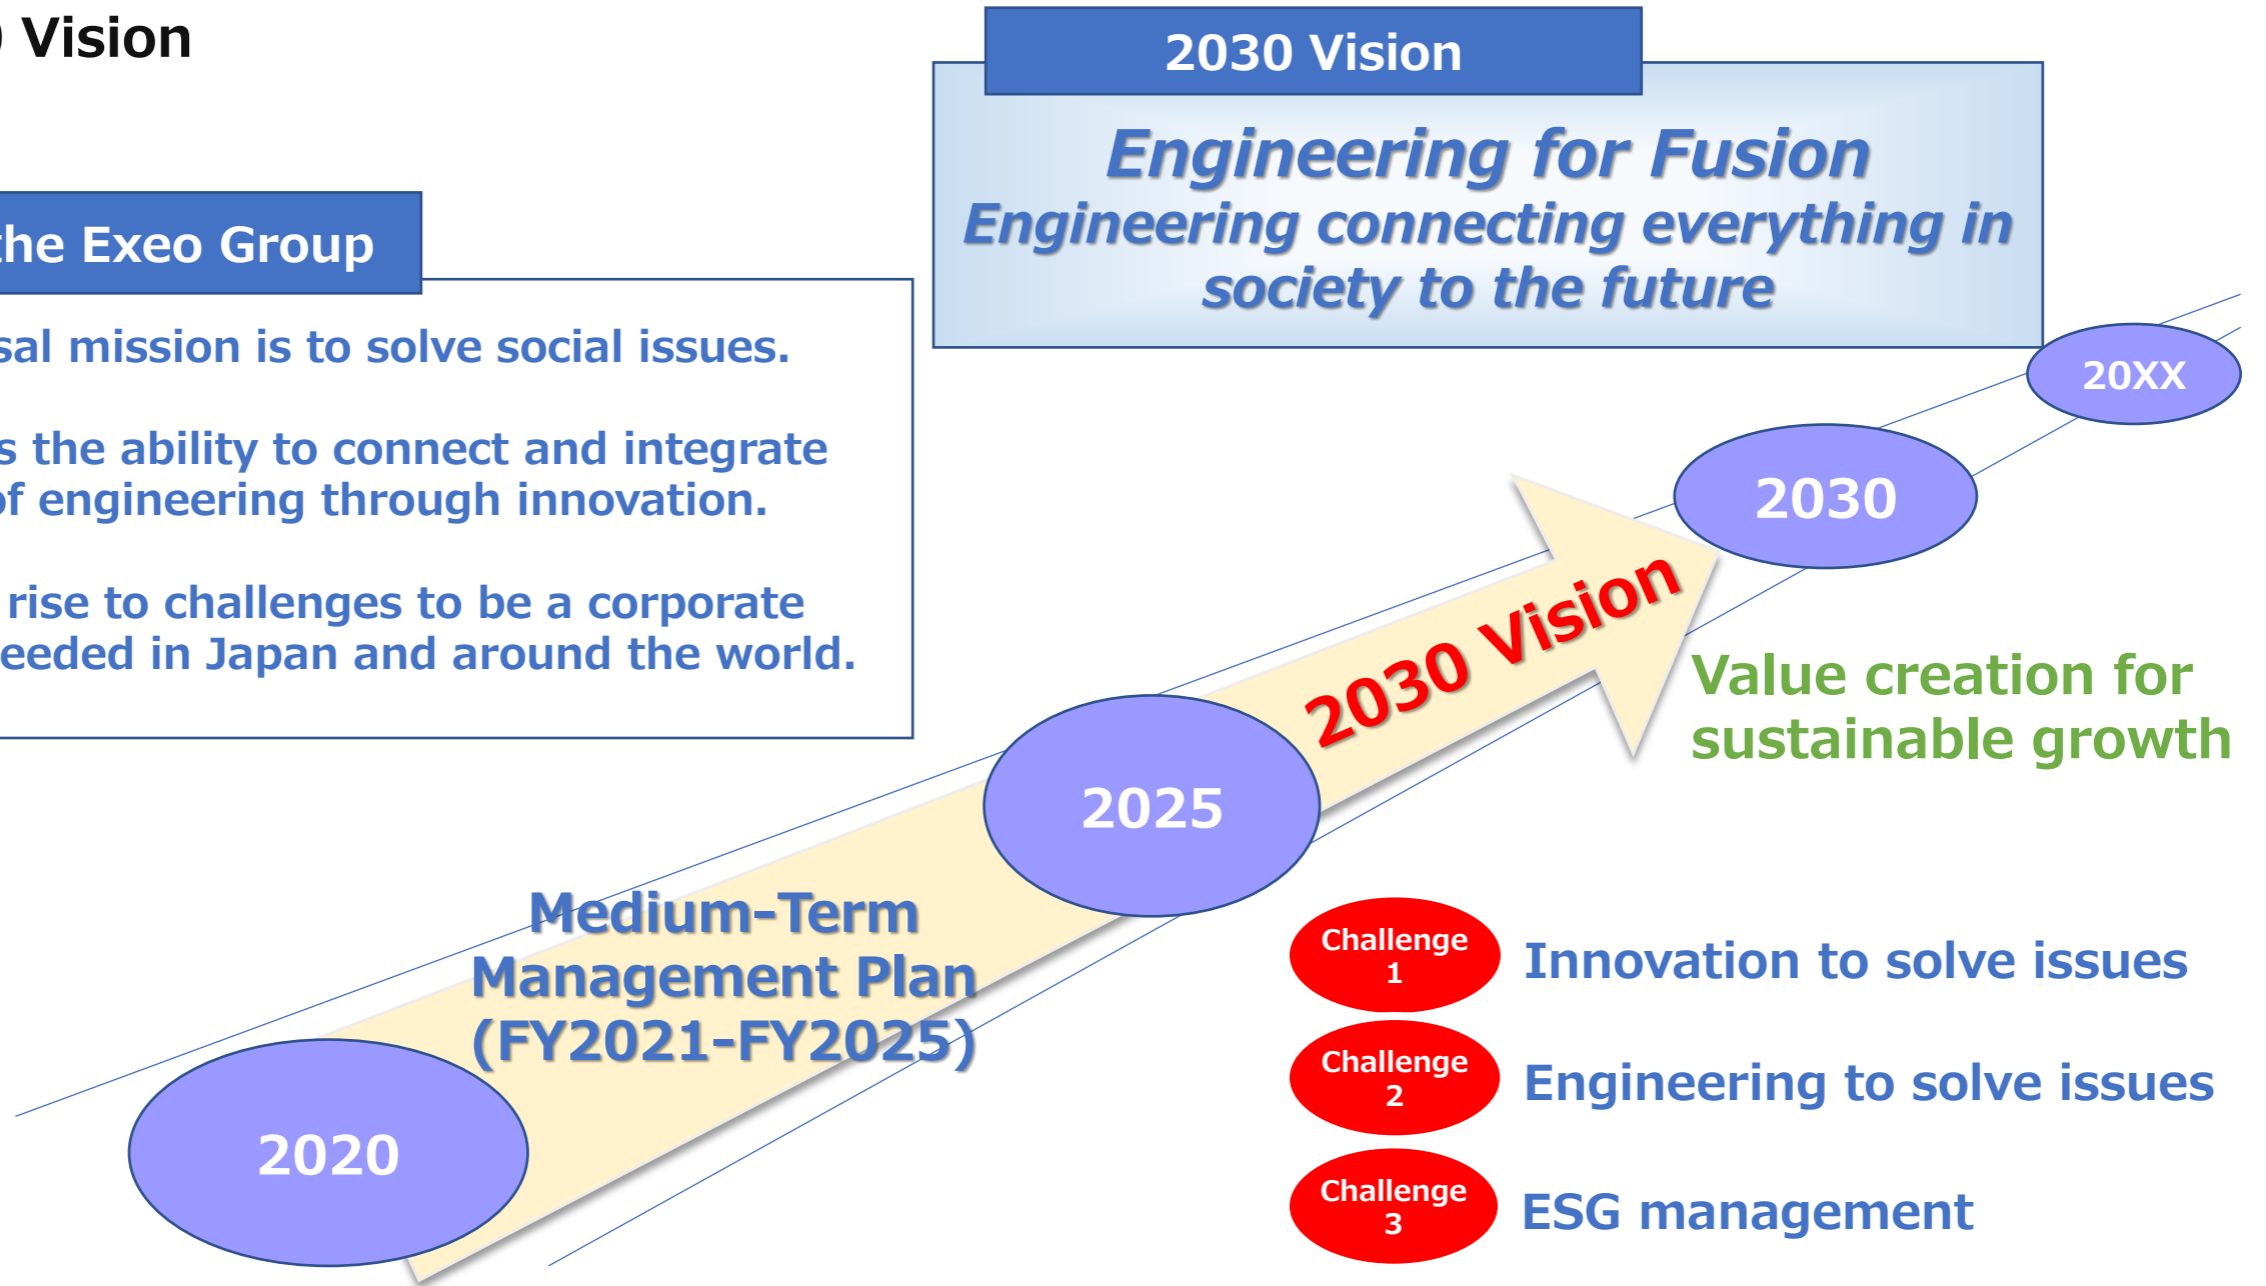 Vision
2030 Vision
Engineering for Fusion
Engineering connecting everything in
society to the future
the Exeo Group
mission is to solve social issues.
the ability to connect and integrate
of engineering through innovation.
rise to challenges to be a corporate
needed in Japan and around the world.
20XX
2030
2030 Vision
Value creation for
sustainable growth
2025
Medium-Term
Management Plan
(FY2021-FY2025)
2020
Challenge
1
Innovation to solve issues
Challenge
2
Engineering to solve issues
Challenge
3
ESG management